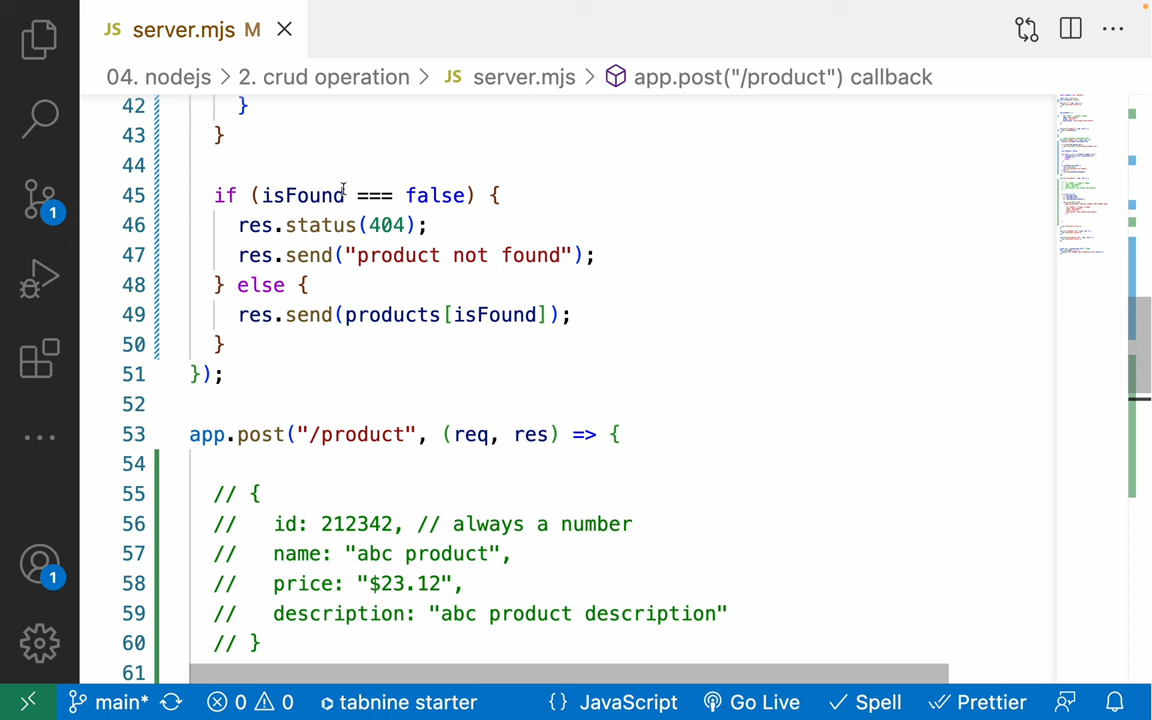 JS server.mjs M
04. nodejs > 2. crud operation > JS server.mjs > app.post("/product") callback
42 }
43 }
44
45 if (isFound === false) {
46 res.status(404);
47 res.send("product not found");
48 } else {
49 res.send(products[isFound]);
50 }
51 });
52
53 app.post("/product", (req, res) => {
54
55 // {
56 // id: 212342, // always a number
57 // name: "abc product",
58 // price: "$23.12",
59 // description: "abc product description"
60 // }
61
1
1
main* 0 0 tabnine starter {} JavaScript Go Live Spell Prettier